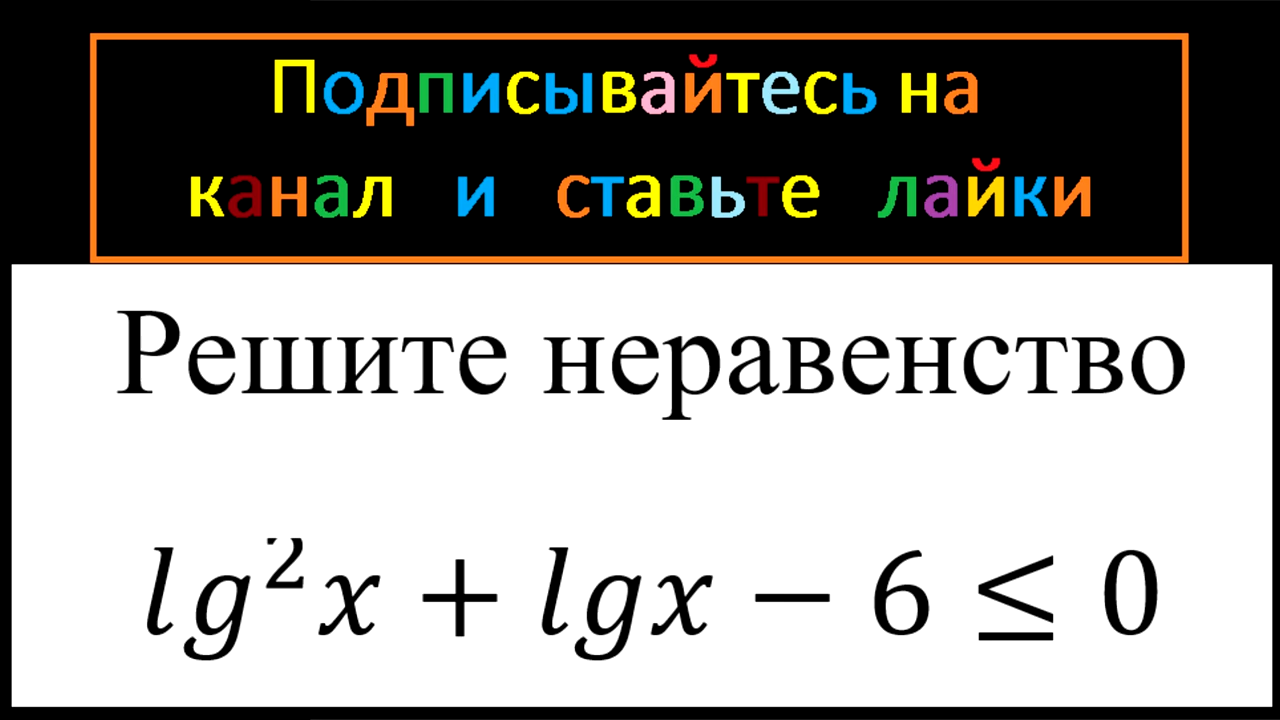 Подписывайтесь на
канал и ставьте лайки
Решите неравенство
lg²x + lgx − 6 ≤ 0